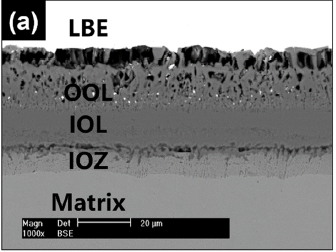 (a)
LBE
OOL
IOL
IOZ
Matrix
Magn Det 20 µm
1000x BSE